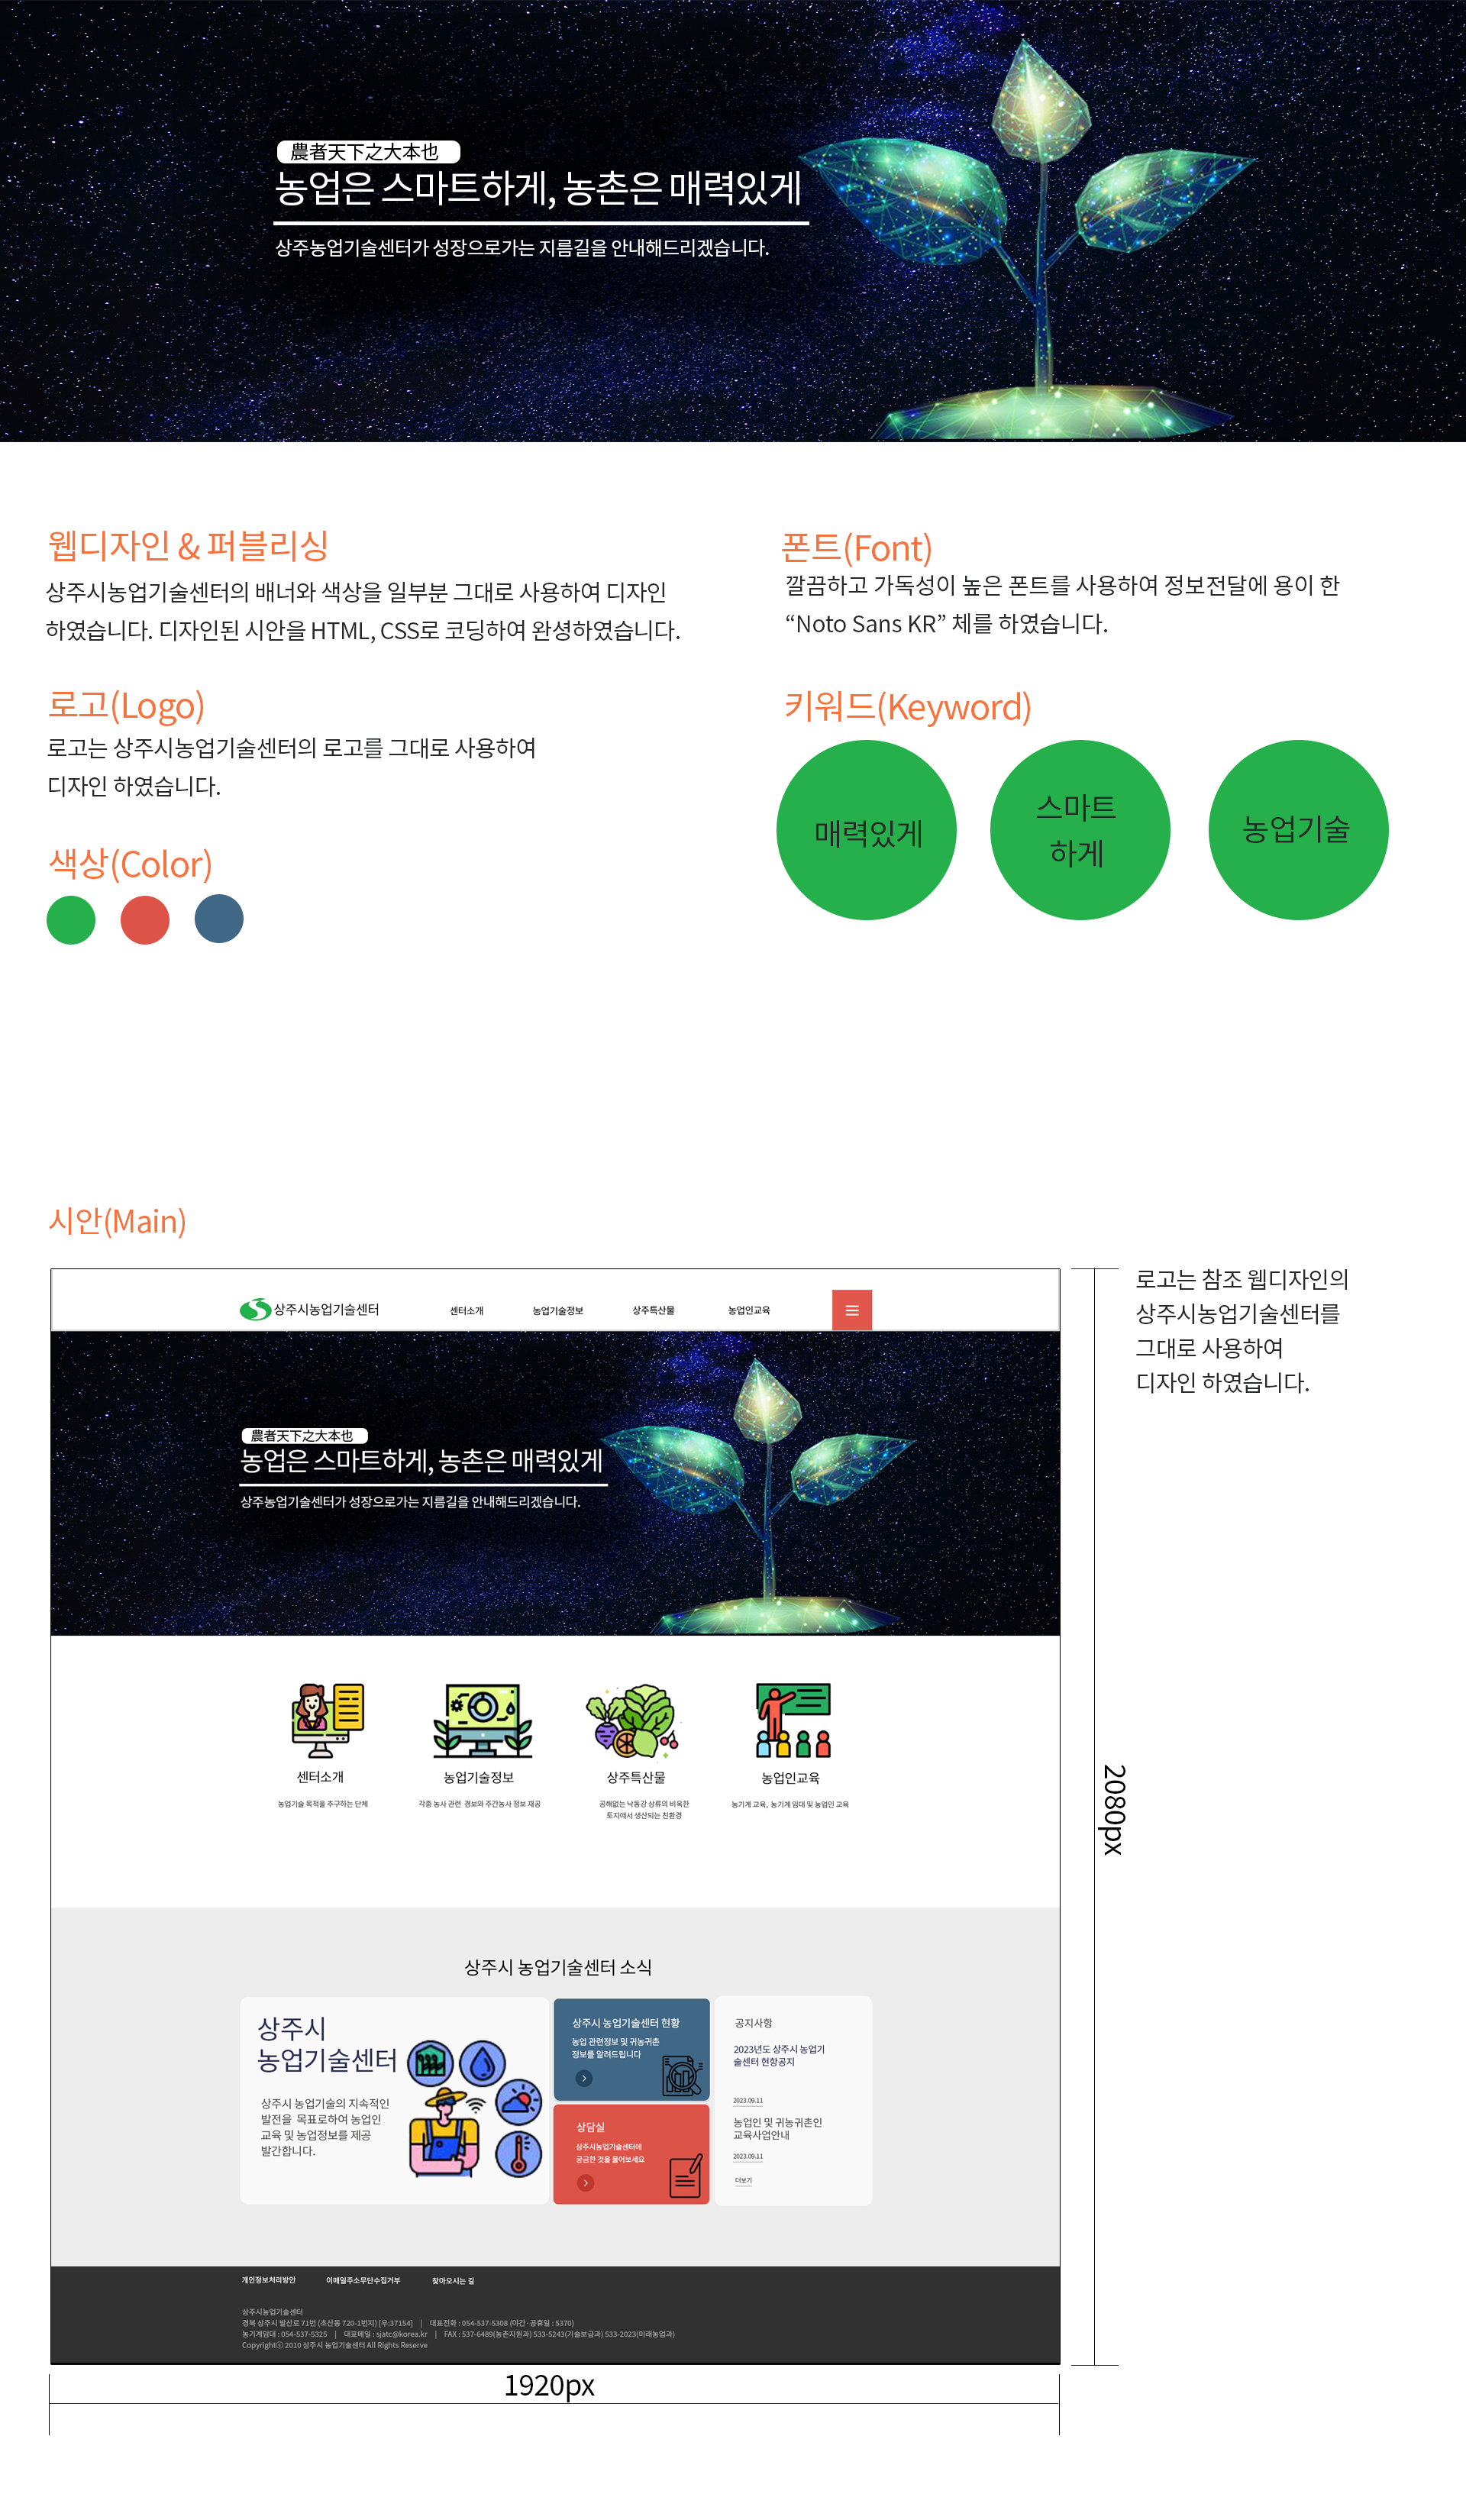 農者天下之大本也
농업은 스마트하게, 농촌은 매력있게
상주농업기술센터가 성장으로가는 지름길을 안내해드리겠습니다.
웹디자인 & 퍼블리싱
상주시농업기술센터의 배너와 색상을 일부분 그대로 사용하여 디자인
하였습니다. 디자인된 시안을 HTML, CSS로 코딩하여 완셩하였습니다.
폰트(Font)
깔끔하고 가독성이 높은 폰트를 사용하여 정보전달에 용이 한
“Noto Sans KR” 체를 하였습니다.
로고(Logo)
로고는 상주시농업기술센터의 로고를 그대로 사용하여
디자인 하였습니다.
키워드(Keyword)
매력있게
스마트
하게
농업기술
색상(Color)
시안(Main)
로고는 참조 웹디자인의
상주시농업기술센터를
그대로 사용하여
디자인 하였습니다.
상주시농업기술센터
센터소개
농업기술정보
상주특산물
농업인교육
農者天下之大本也
농업은 스마트하게, 농촌은 매력있게
상주농업기술센터가 성장으로가는 지름길을 안내해드리겠습니다.
센터소개
농업기술 목적을 추구하는 단체
농업기술정보
각종 농사 관련 경보와 주간농사 정보 재공
상주특산물
공해없는 낙동강 상류의 비옥한
토지애서 생산되는 친환경
농업인교육
농기계 교육, 농기계 임대 및 농업인 교육
2080px
상주시 농업기술센터 소식
상주시
농업기술센터
상주시 농업기술의 지속적인
발전을 목표로하여 농업인
교육 및 농업정보를 제공
발간합니다.
상주시 농업기술센터 현황
농업 관련정보 및 귀농귀촌
정보를 알려드립니다
상담실
상주시농업기술센터에
궁금한 것을 물어보세요
공지사항
2023년도 상주시 농업기
술센터 현항공지
2023.09.11
농업인 및 귀농귀촌인
교육사업안내
2023.09.11
더보기
개인정보처리방안
이메일주소무단수집거부
찾아오시는 길
상주시농업기술센터
경북 상주시 발산로 71번 (초산동 720-1번지) [우:37154] | 대표전화 : 054-537-5308 (야간·공휴일 : 5370)
농기계임대 : 054-537-5325 | 대표메일 : sjatc@korea.kr | FAX : 537-6489(농촌지원과) 533-5243(기술보급과) 533-2023(미래농업과)
Copyrightⓒ 2010 상주시 농업기술센터 All Rights Reserve
1920px